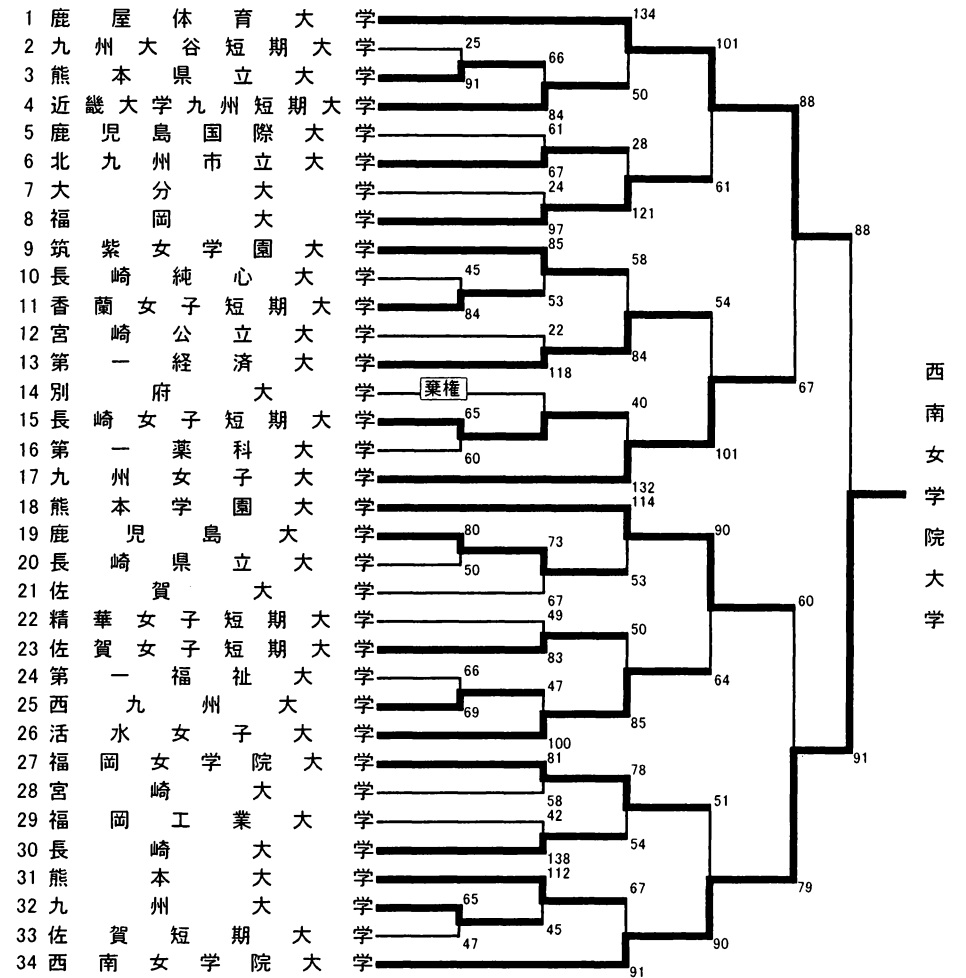 1 鹿屋体育大学
2 九州大谷短期大学
3 熊本県立大学
4 近畿大学九州短期大学
5 鹿児島国際大学
6 北九州市立大学
7 大分大学
8 福岡大学
9 筑紫女学園大学
10 長崎純心大学
11 香蘭女子短期大学
12 宮崎公立大学
13 第一経済大学
14 別府大学
15 長崎女子短期大学
16 第一薬科大学
17 九州女子大学
18 熊本学園大学
19 鹿児島大学
20 長崎県立大学
21 佐賀大学
22 精華女子短期大学
23 佐賀女子短期大学
24 第一福祉大学
25 西九州大学
26 活水女子大学
27 福岡女学院大学
28 宮崎大学
29 福岡工業大学
30 長崎大学
31 熊本大学
32 九州大学
33 佐賀短期大学
34 西南女学院大学
25
91
45
84
棄権
65
60
80
50
66
69
65
47
66
84
61
67
24
97
85
53
22
118
73
67
49
83
47
100
81
58
42
138
112
45
134
50
28
121
58
84
40
132
114
53
50
85
78
54
67
91
101
61
54
101
90
64
51
90
88
67
60
79
88
91
西南女学院大学